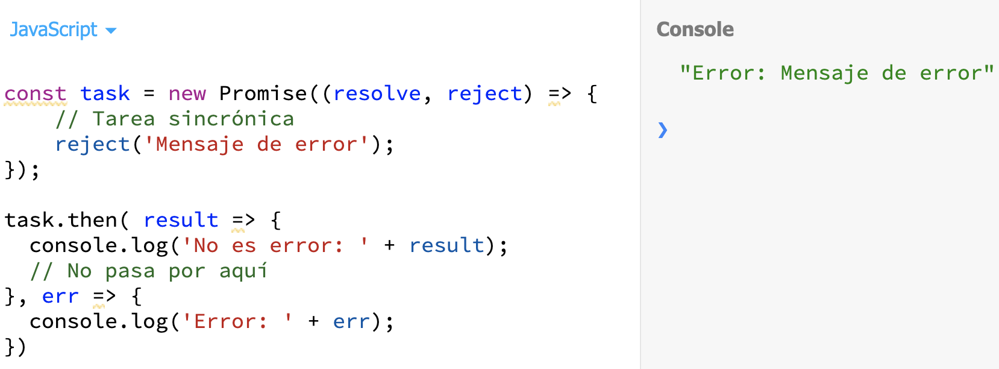 JavaScript
const task = new Promise((resolve, reject) => {
    // Tarea sincrónica
    reject('Mensaje de error');
});
task.then( result => {
  console.log('No es error: ' + result);
  // No pasa por aquí
}, err => {
  console.log('Error: ' + err);
})
Console
"Error: Mensaje de error"